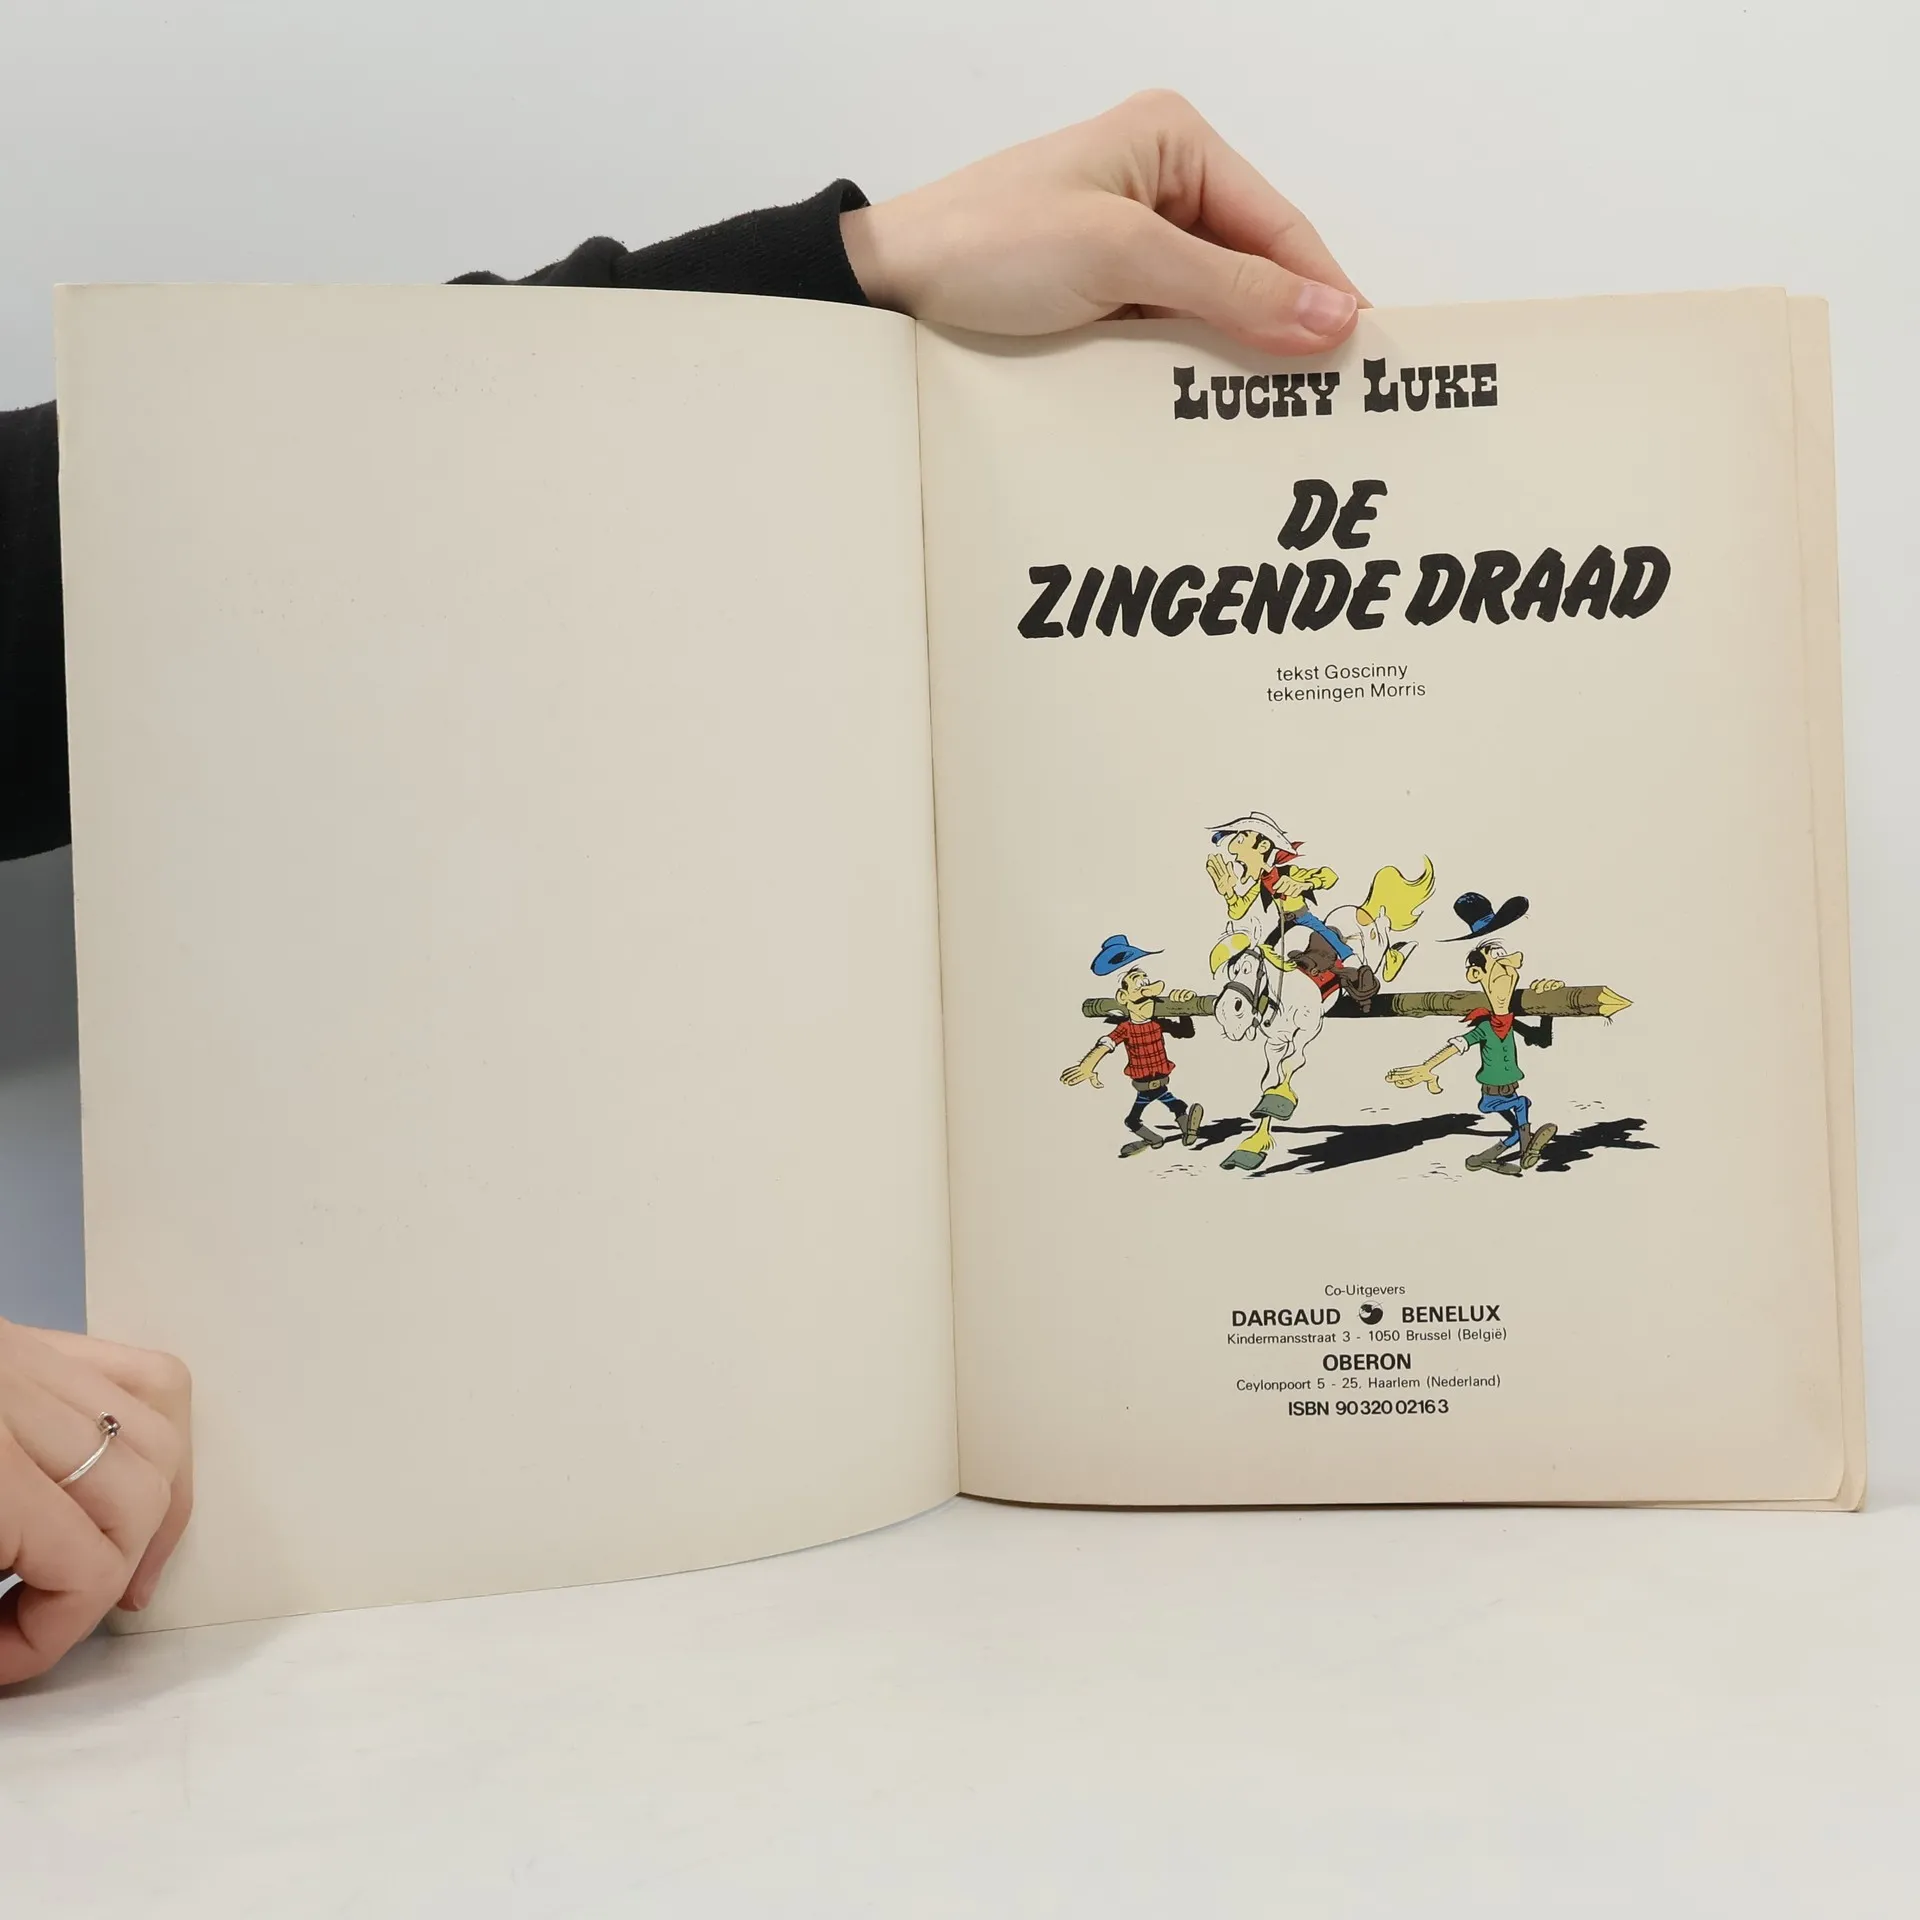 LUCKY LUKE
DE
ZINGENDE DRAAD
tekst Goscinny
tekeningen Morris
Co-Uitgevers
DARGAUD BENELUX
Kindermansstraat 3 - 1050 Brussel (België)
OBERON
Ceylonpoort 5 - 25, Haarlem (Nederland)
ISBN 90 320 0216 3